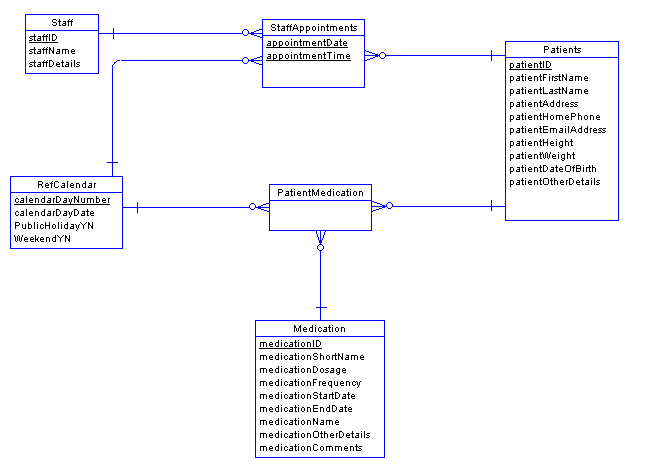 Staff
staffID
staffName
staffDetails
StaffAppointments
appointmentDate
appointmentTime
Patients
patientID
patientFirstName
patientLastName
patientAddress
patientHomePhone
patientEmailAddress
patientHeight
patientWeight
patientDateOfBirth
patientOtherDetails
RefCalendar
calendarDayNumber
calendarDayDate
PublicHolidayYN
WeekendYN
PatientMedication
Medication
medicationID
medicationShortName
medicationDosage
medicationFrequency
medicationStartDate
medicationEndDate
medicationName
medicationOtherDetails
medicationComments